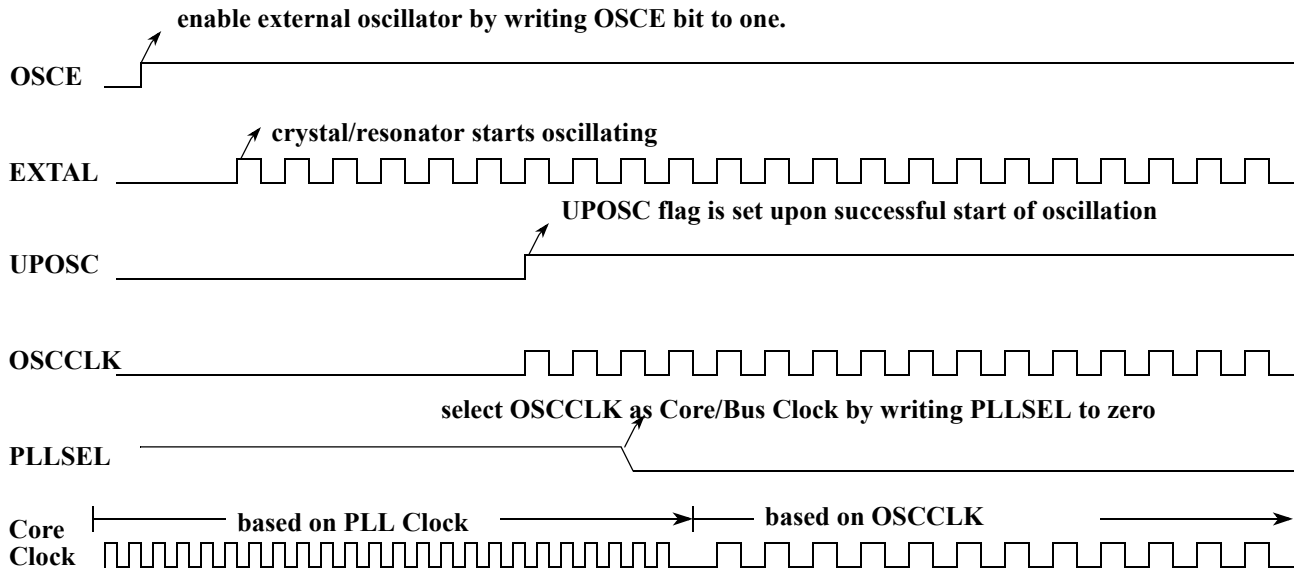 enable external oscillator by writing OSCE bit to one.
OSCE
crystal/resonator starts oscillating
EXTAL
UPOSC flag is set upon successful start of oscillation
UPOSC
OSCCLK
select OSCCLK as Core/Bus Clock by writing PLLSEL to zero
PLLSEL
based on PLL Clock
based on OSCCLK
Core
Clock